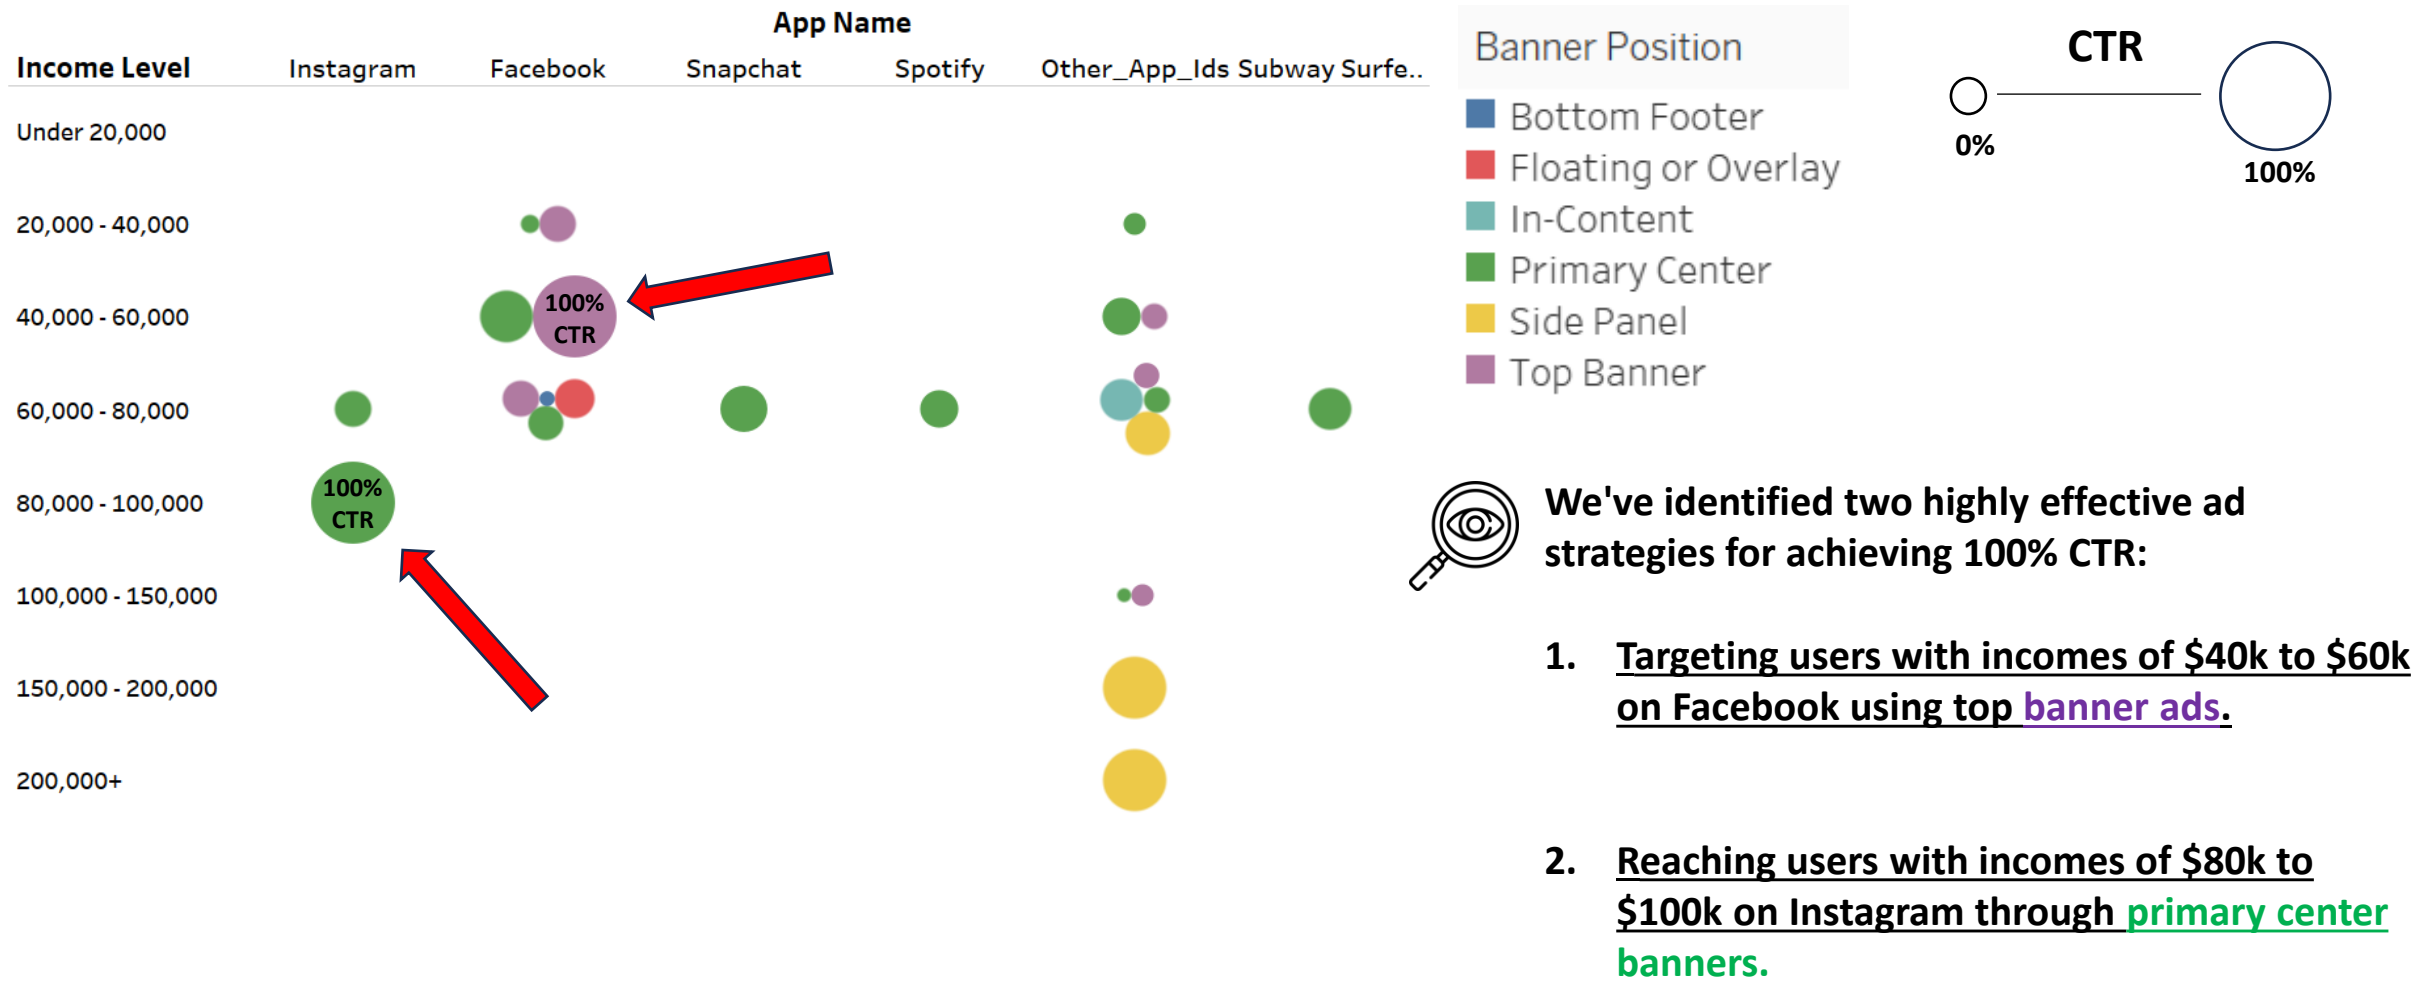 App Name
Income Level Instagram Facebook Snapchat Spotify Other_App_Ids Subway Surfe..
Under 20,000
20,000 - 40,000
40,000 - 60,000
100%
CTR
60,000 - 80,000
80,000 - 100,000
100%
CTR
100,000 - 150,000
150,000 - 200,000
200,000+
Banner Position
Bottom Footer
Floating or Overlay
In-Content
Primary Center
Side Panel
Top Banner
CTR
0%
100%
We've identified two highly effective ad
strategies for achieving 100% CTR:
1. Targeting users with incomes of $40k to $60k
on Facebook using top banner ads.
2. Reaching users with incomes of $80k to
$100k on Instagram through primary center
banners.